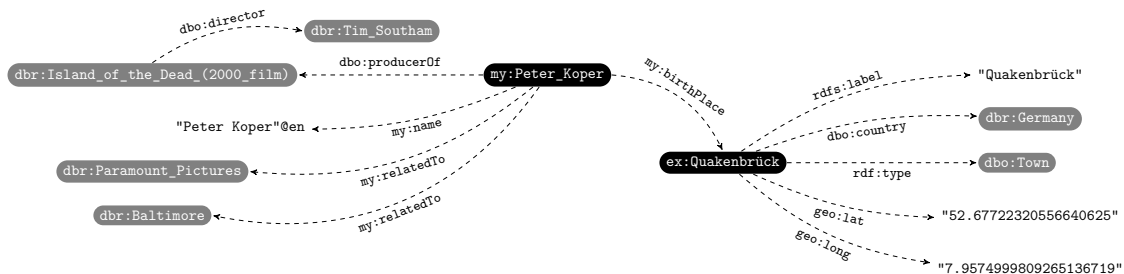 dbo:director
dbr:Tim_Southam
dbr:Island_of_the_Dead_(2000_film)
dbo:producerOf
my:Peter_Koper
my:birthPlace
rdfs:label
"Quakenbrück"
"Peter Koper"@en
my:name
dbo:country
dbr:Germany
dbr:Paramount_Pictures
my:relatedTo
ex:Quakenbrück
rdf:type
dbo:Town
dbr:Baltimore
my:relatedTo
geo:lat
"52.67722320556640625"
geo:long
"7.9574999809265136719"